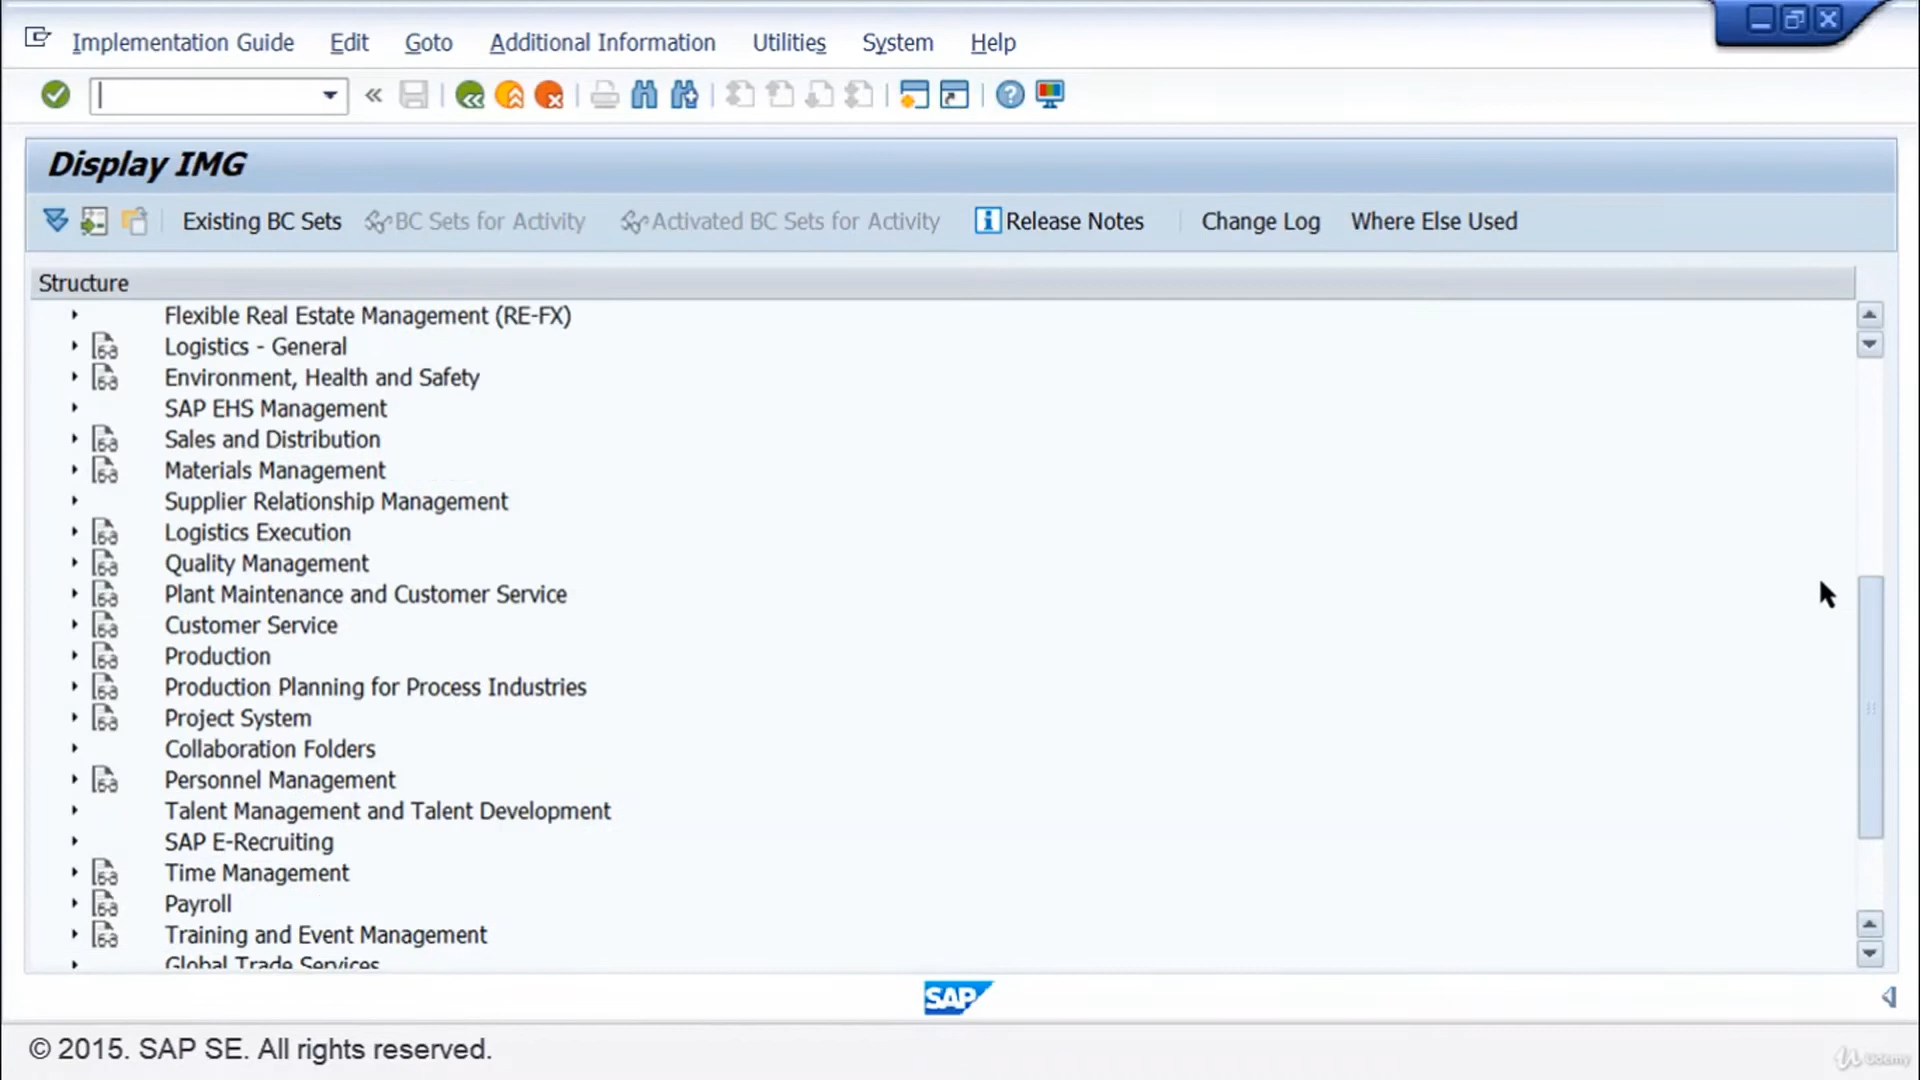 Implementation Guide Edit Goto Additional Information Utilities System Help
Display IMG
Existing BC Sets BC Sets for Activity Activated BC Sets for Activity Release Notes Change Log Where Else Used
Structure
Flexible Real Estate Management (RE-FX)
Logistics - General
Environment, Health and Safety
SAP EHS Management
Sales and Distribution
Materials Management
Supplier Relationship Management
Logistics Execution
Quality Management
Plant Maintenance and Customer Service
Customer Service
Production
Production Planning for Process Industries
Project System
Collaboration Folders
Personnel Management
Talent Management and Talent Development
SAP E-Recruiting
Time Management
Payroll
Training and Event Management
Global Trade Services
SAP
© 2015. SAP SE. All rights reserved.
Udemy